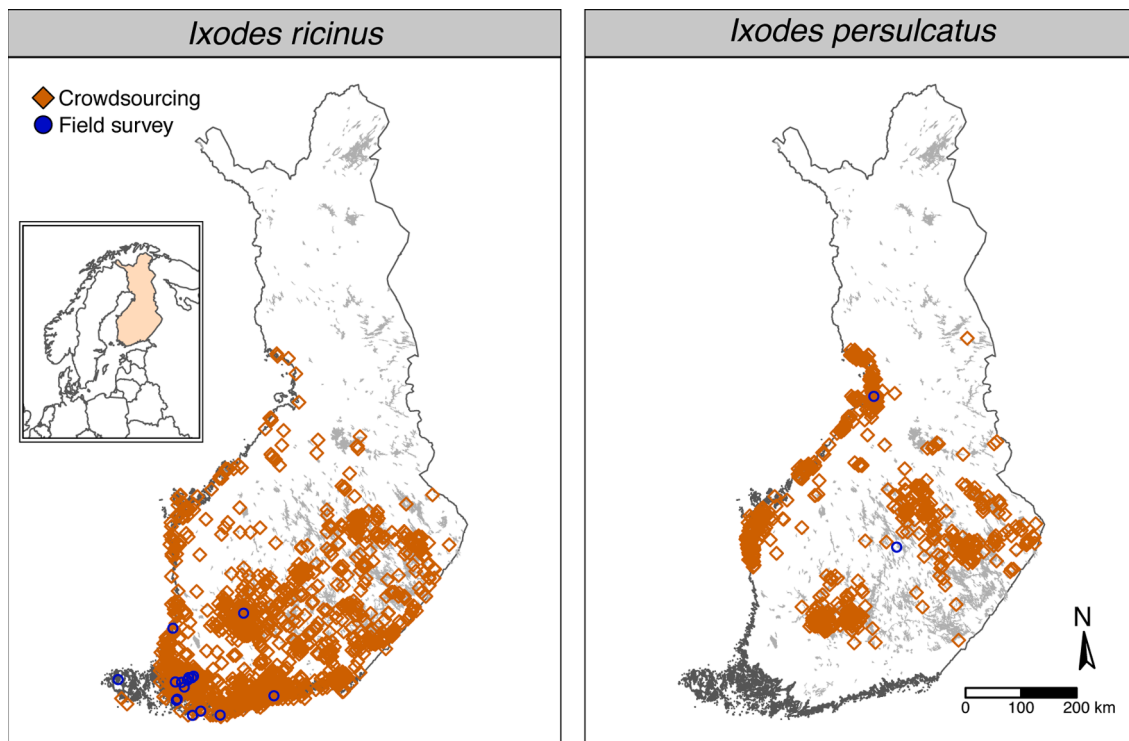 Ixodes ricinus
Ixodes persulcatus
Crowdsourcing
Field survey
N
0 100 200 km